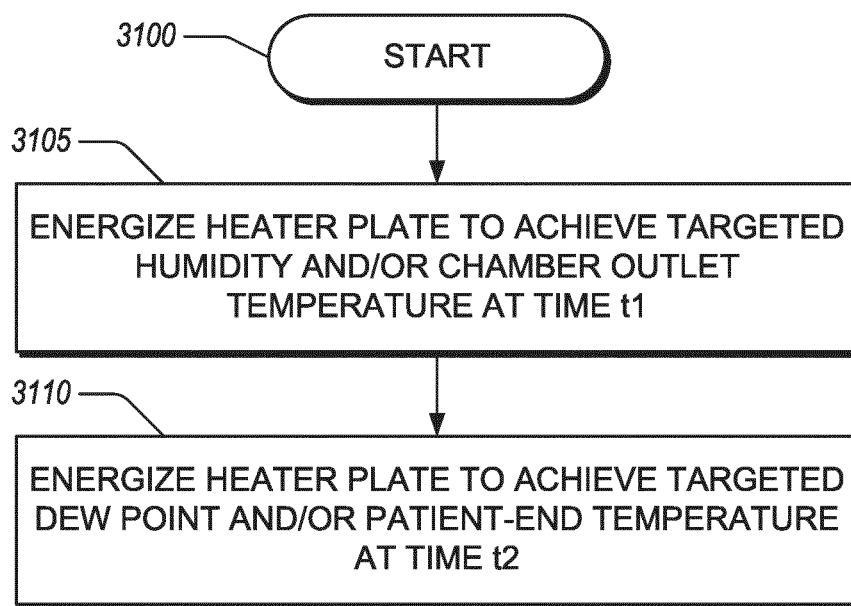 3100
START
3105
ENERGIZE HEATER PLATE TO ACHIEVE TARGETED
HUMIDITY AND/OR CHAMBER OUTLET
TEMPERATURE AT TIME t1
3110
ENERGIZE HEATER PLATE TO ACHIEVE TARGETED
DEW POINT AND/OR PATIENT-END TEMPERATURE
AT TIME t2